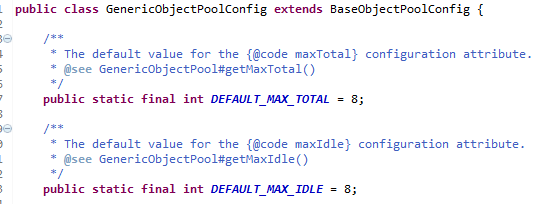 public class GenericObjectPoolConfig extends BaseObjectPoolConfig {
/**
* The default value for the {@code maxTotal} configuration attribute.
* @see GenericObjectPool#getMaxTotal()
*/
public static final int DEFAULT_MAX_TOTAL = 8;
/**
* The default value for the {@code maxIdle} configuration attribute.
* @see GenericObjectPool#getMaxIdle()
*/
public static final int DEFAULT_MAX_IDLE = 8;